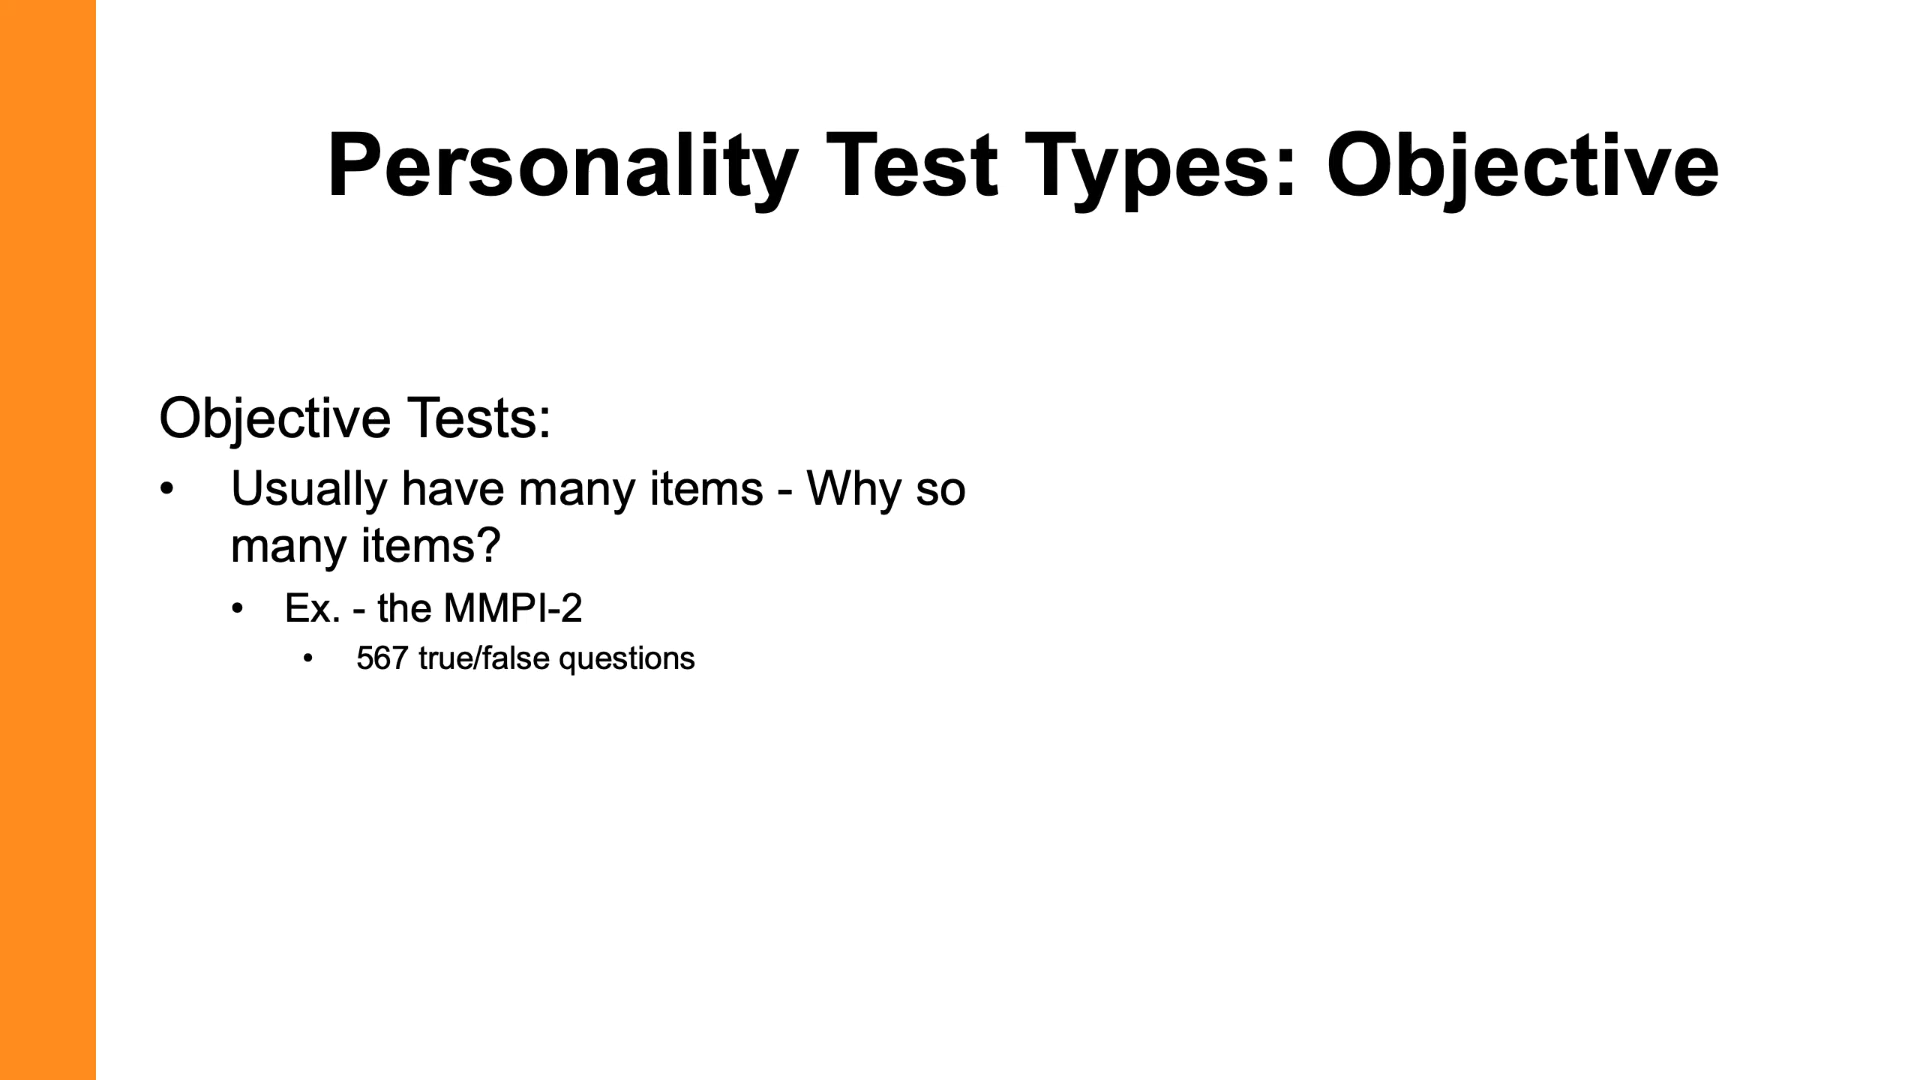 Personality Test Types: Objective
Objective Tests:
• Usually have many items - Why so
many items?
• Ex. - the MMPI-2
• 567 true/false questions